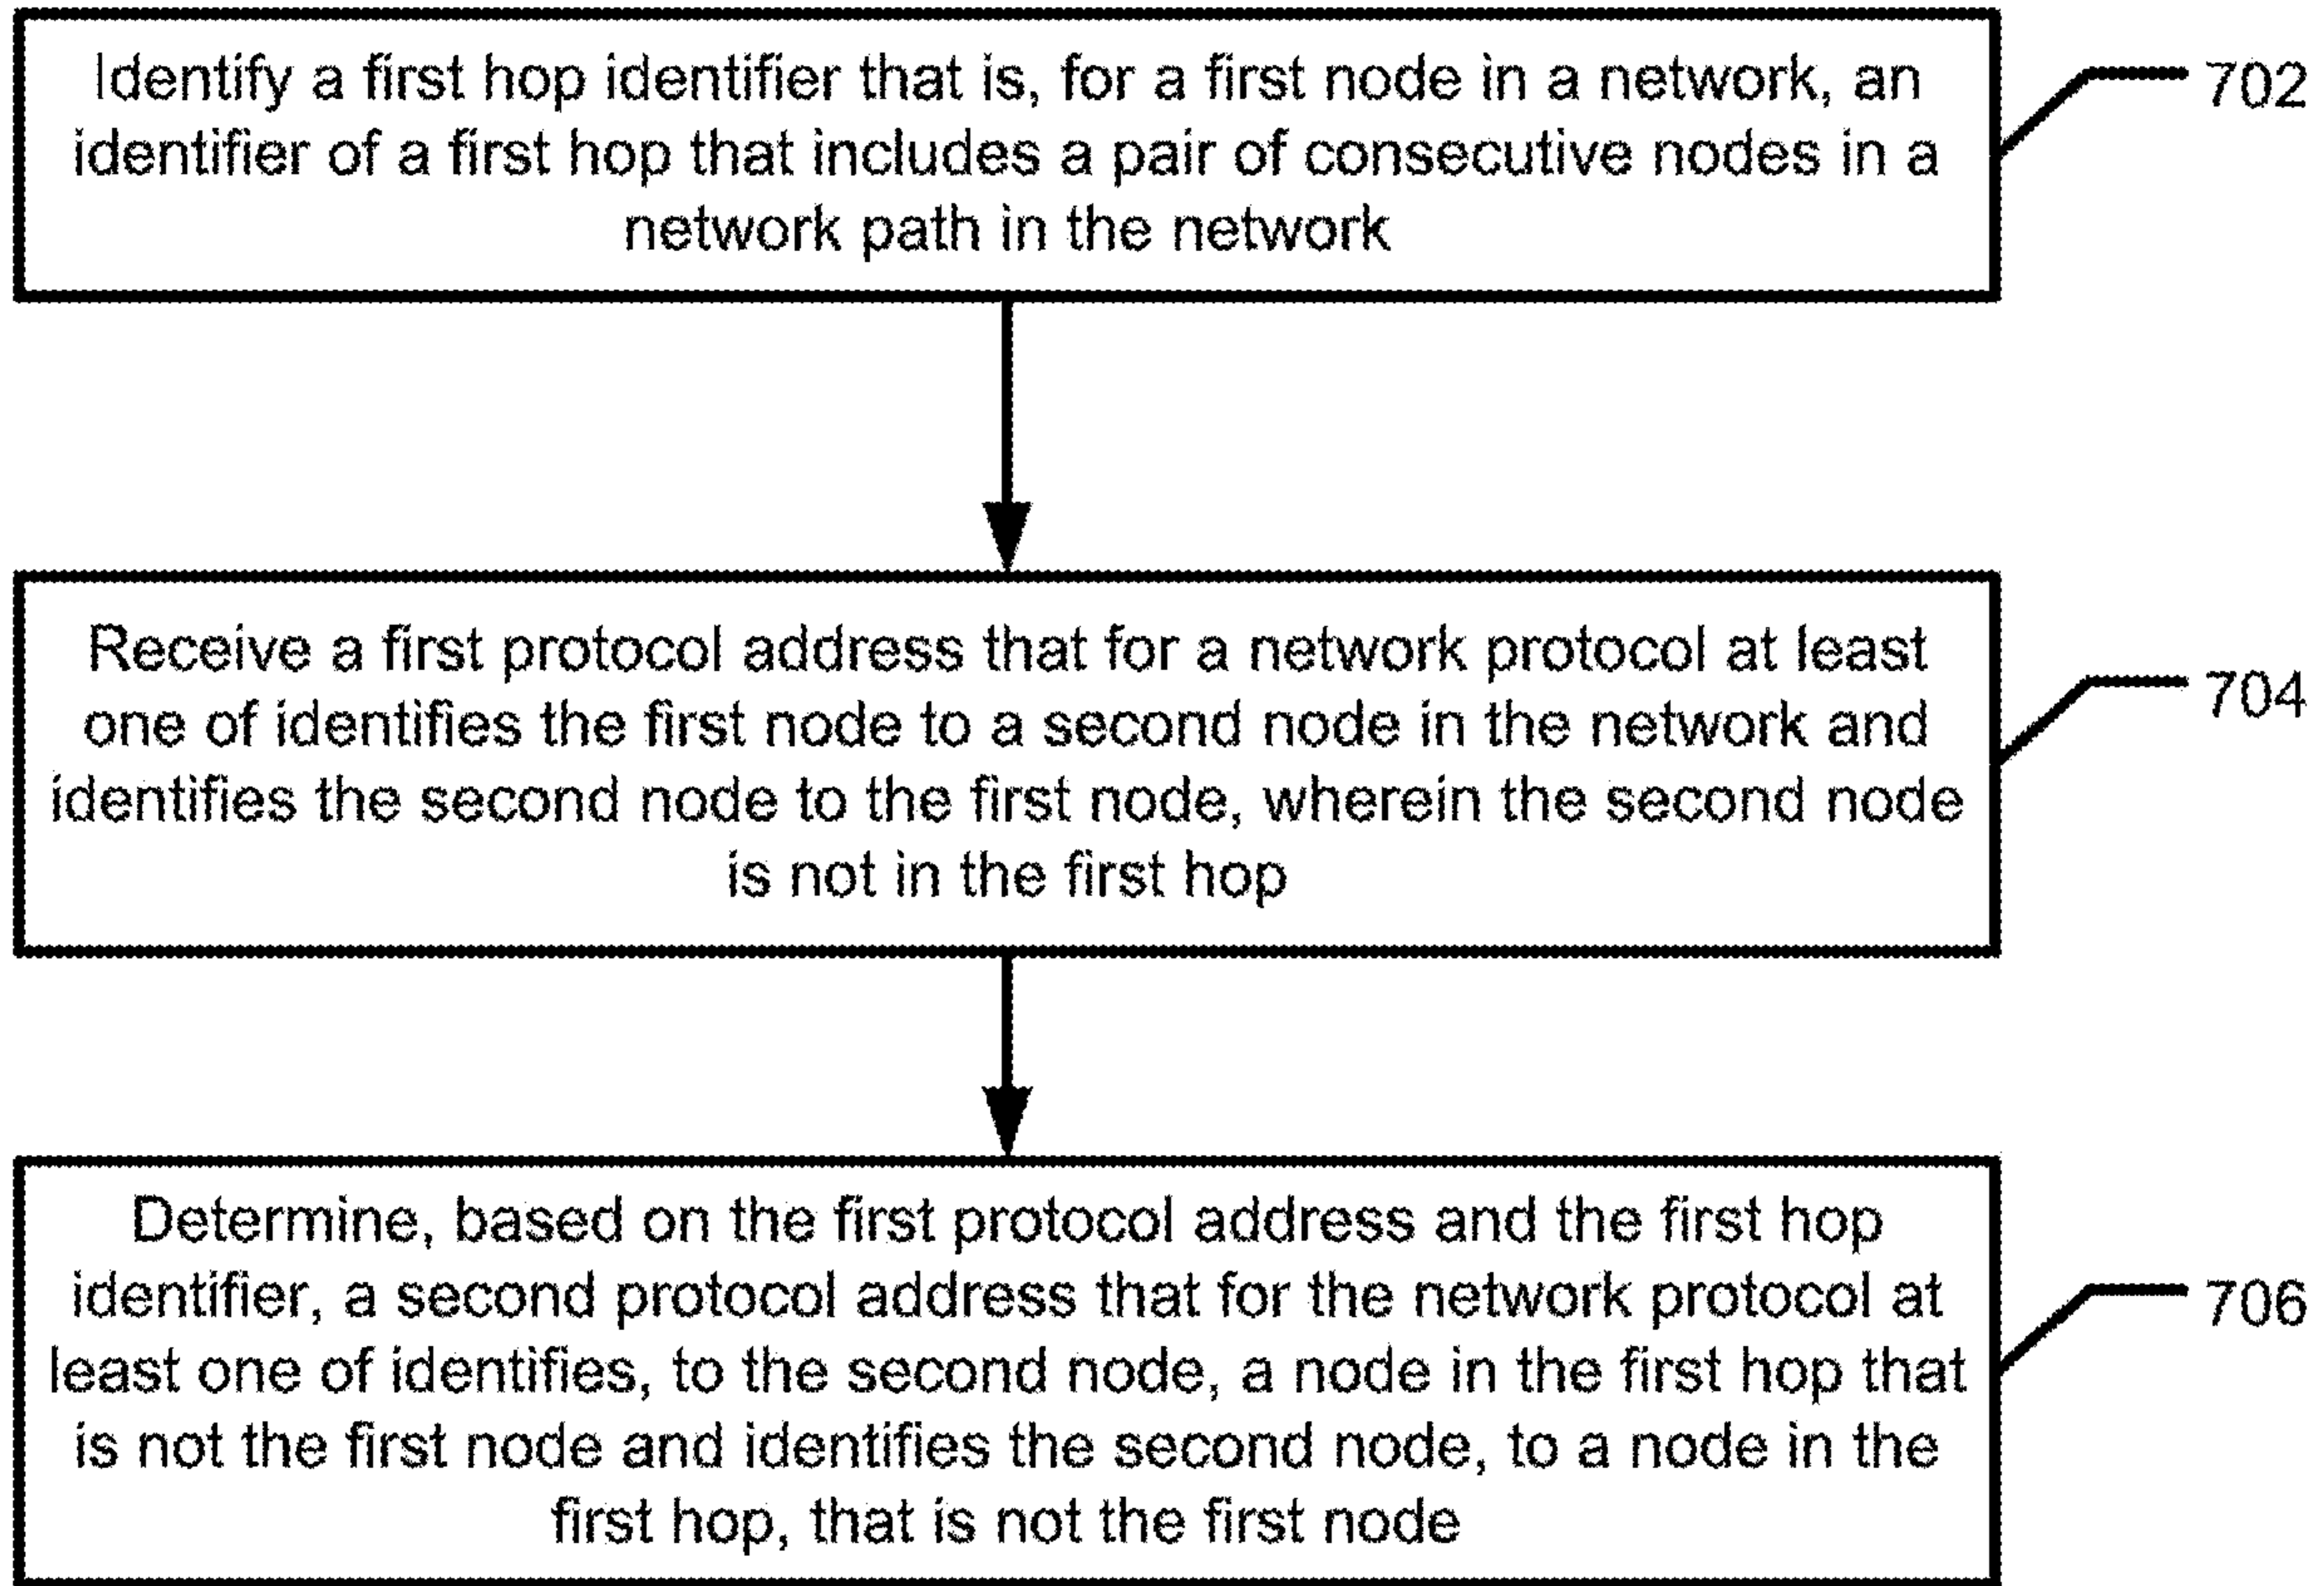 Identify a first hop identifier that is, for a first node in a network, an
identifier of a first hop that includes a pair of consecutive nodes in a
network path in the network
702
Receive a first protocol address that for a network protocol at least
one of identifies the first node to a second node in the network and
identifies the second node to the first node, wherein the second node
is not in the first hop
704
Determine, based on the first protocol address and the first hop
identifier, a second protocol address that for the network protocol at
least one of identifies, to the second node, a node in the first hop that
is not the first node and identifies the second node, to a node in the
first hop, that is not the first node
706